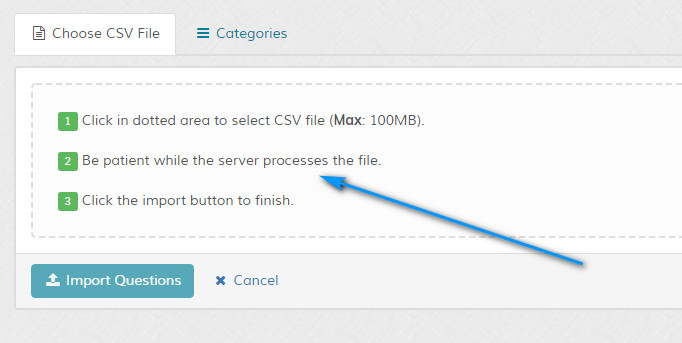 Choose CSV File
Categories
1 Click in dotted area to select CSV file (Max: 100MB).
2 Be patient while the server processes the file.
3 Click the import button to finish.
Import Questions
Cancel